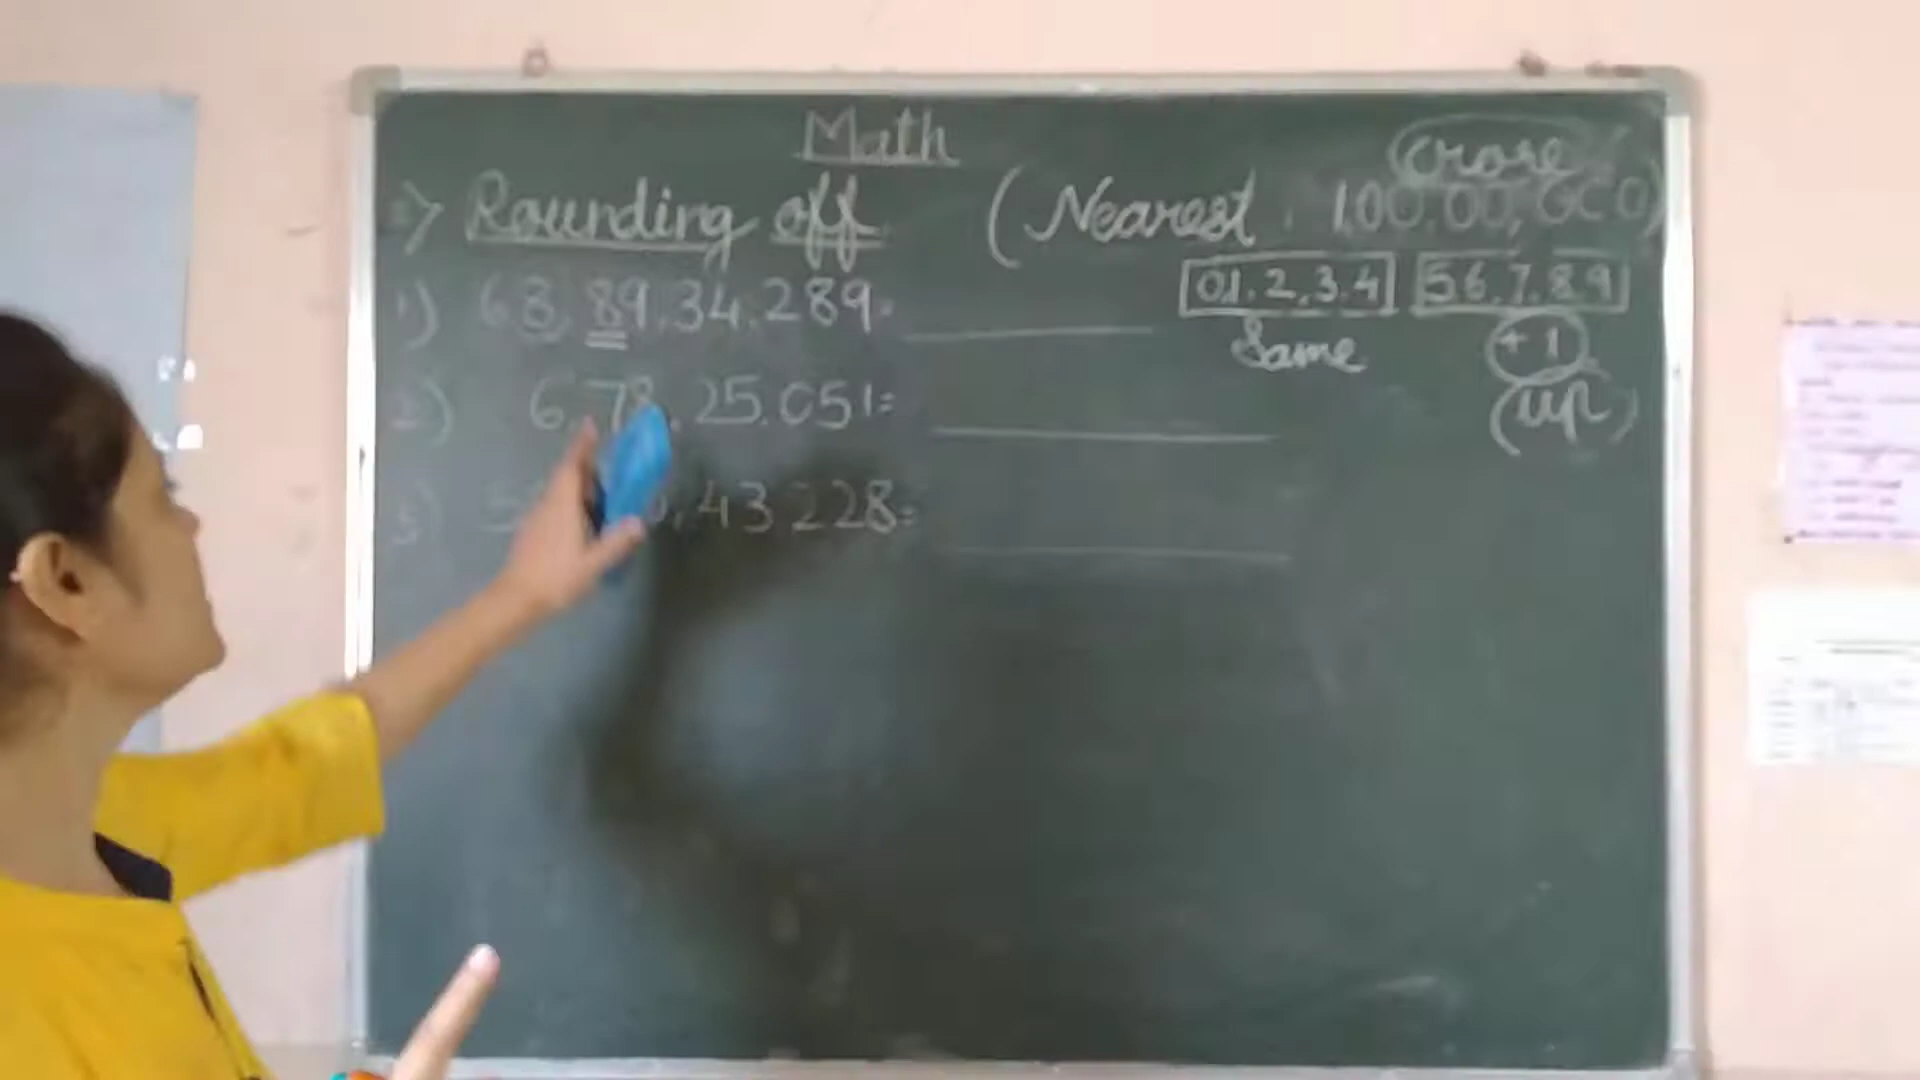 Math
Rounding off (Nearest 1,00,00,000)
crore
1) 68,89,34,289=
0,1,2,3,4 5,6,7,8,9
Same +1
(up)
2) 6,78,25,051=
3) 43,228=